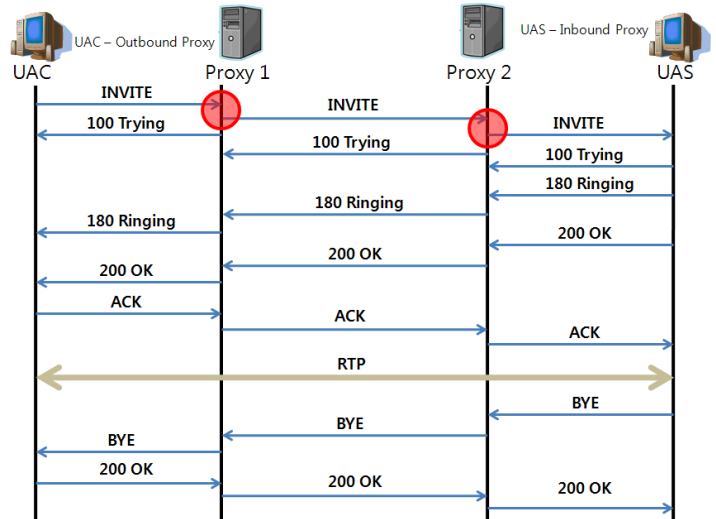 UAC – Outbound Proxy
UAS – Inbound Proxy
UAC
Proxy 1
Proxy 2
UAS
INVITE
INVITE
INVITE
100 Trying
100 Trying
100 Trying
180 Ringing
180 Ringing
180 Ringing
200 OK
200 OK
200 OK
ACK
ACK
ACK
RTP
BYE
BYE
BYE
200 OK
200 OK
200 OK